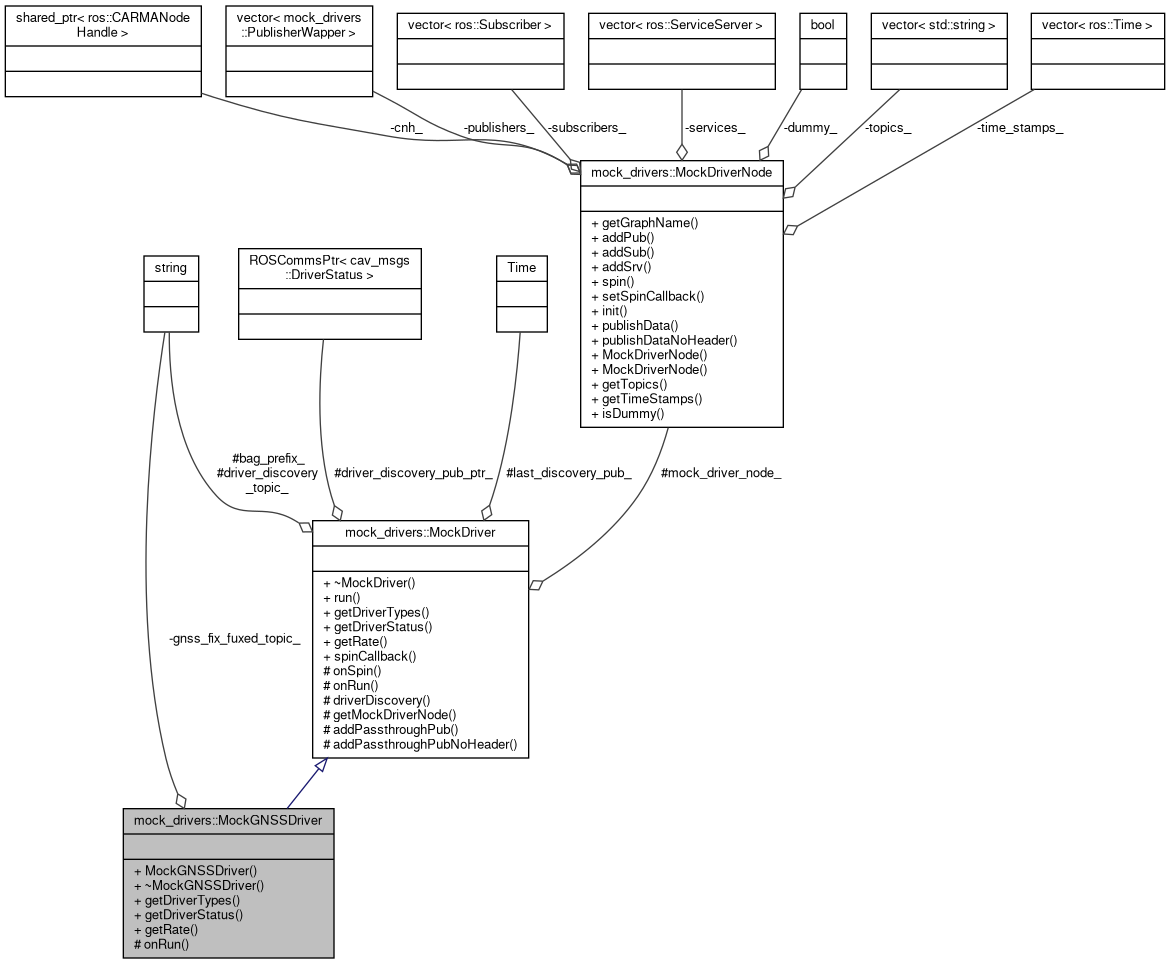 shared_ptr< ros::CARMANode
Handle >
vector< mock_drivers
::PublisherWapper >
vector< ros::Subscriber >
vector< ros::ServiceServer >
bool
vector< std::string >
vector< ros::Time >
-cnh_
-publishers_
-subscribers_
-services_
-dummy_
-topics_
-time_stamps_
mock_drivers::MockDriverNode
+ getGraphName()
+ addPub()
+ addSub()
+ addSrv()
+ spin()
+ setSpinCallback()
+ init()
+ publishData()
+ publishDataNoHeader()
+ MockDriverNode()
+ MockDriverNode()
+ getTopics()
+ getTimeStamps()
+ isDummy()
string
ROSCommsPtr< cav_msgs
::DriverStatus >
Time
#bag_prefix_
#driver_discovery
_topic_
#driver_discovery_pub_ptr_
#last_discovery_pub_
#mock_driver_node_
mock_drivers::MockDriver
+ ~MockDriver()
+ run()
+ getDriverTypes()
+ getDriverStatus()
+ getRate()
+ spinCallback()
# onSpin()
# onRun()
# driverDiscovery()
# getMockDriverNode()
# addPassthroughPub()
# addPassthroughPubNoHeader()
-gnss_fix_fuxed_topic_
mock_drivers::MockGNSSDriver
+ MockGNSSDriver()
+ ~MockGNSSDriver()
+ getDriverTypes()
+ getDriverStatus()
+ getRate()
# onRun()